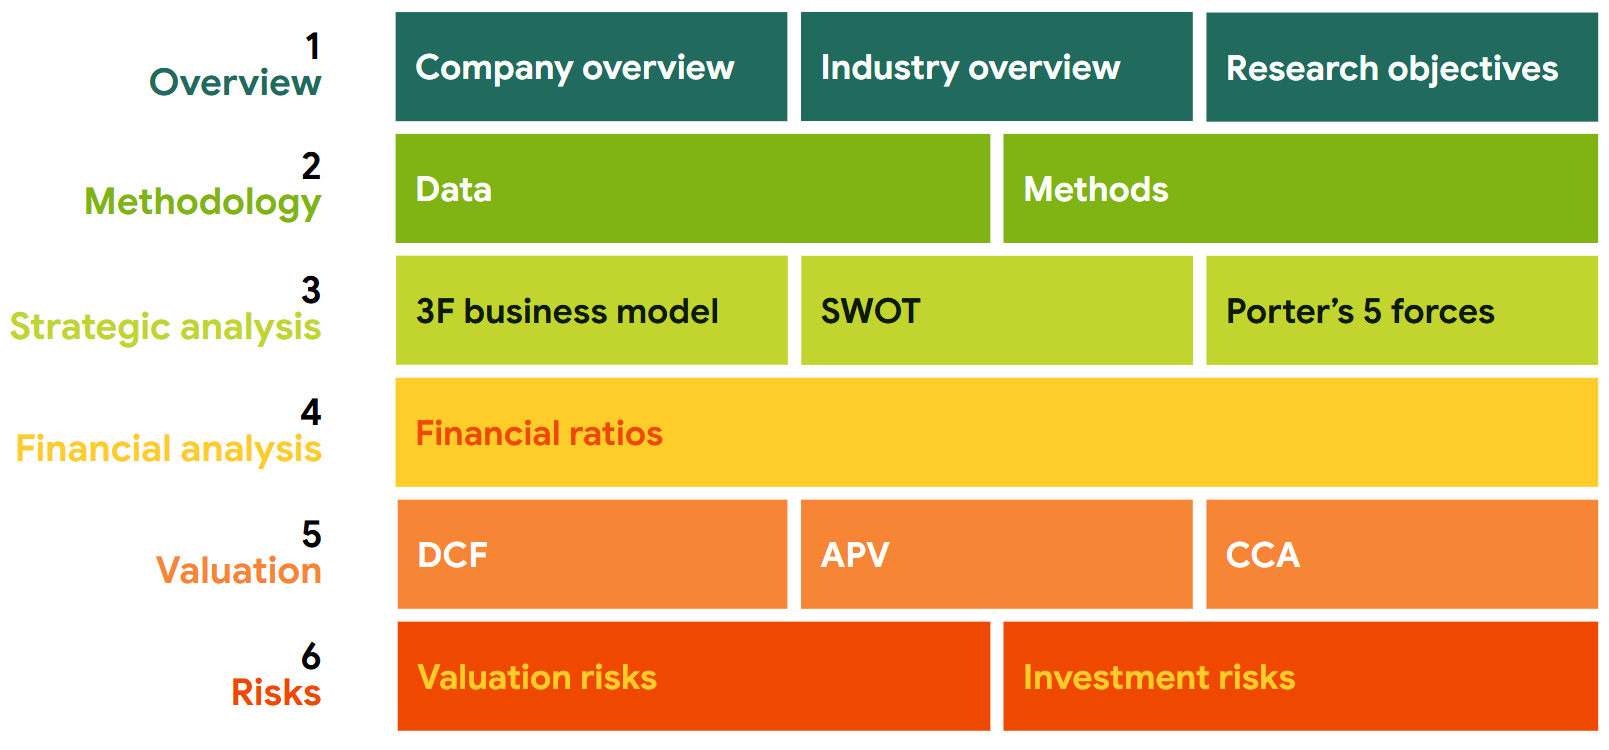 1
Overview
Company overview
Industry overview
Research objectives
2
Methodology
Data
Methods
3
Strategic analysis
3F business model
SWOT
Porter’s 5 forces
4
Financial analysis
Financial ratios
5
Valuation
DCF
APV
CCA
6
Risks
Valuation risks
Investment risks